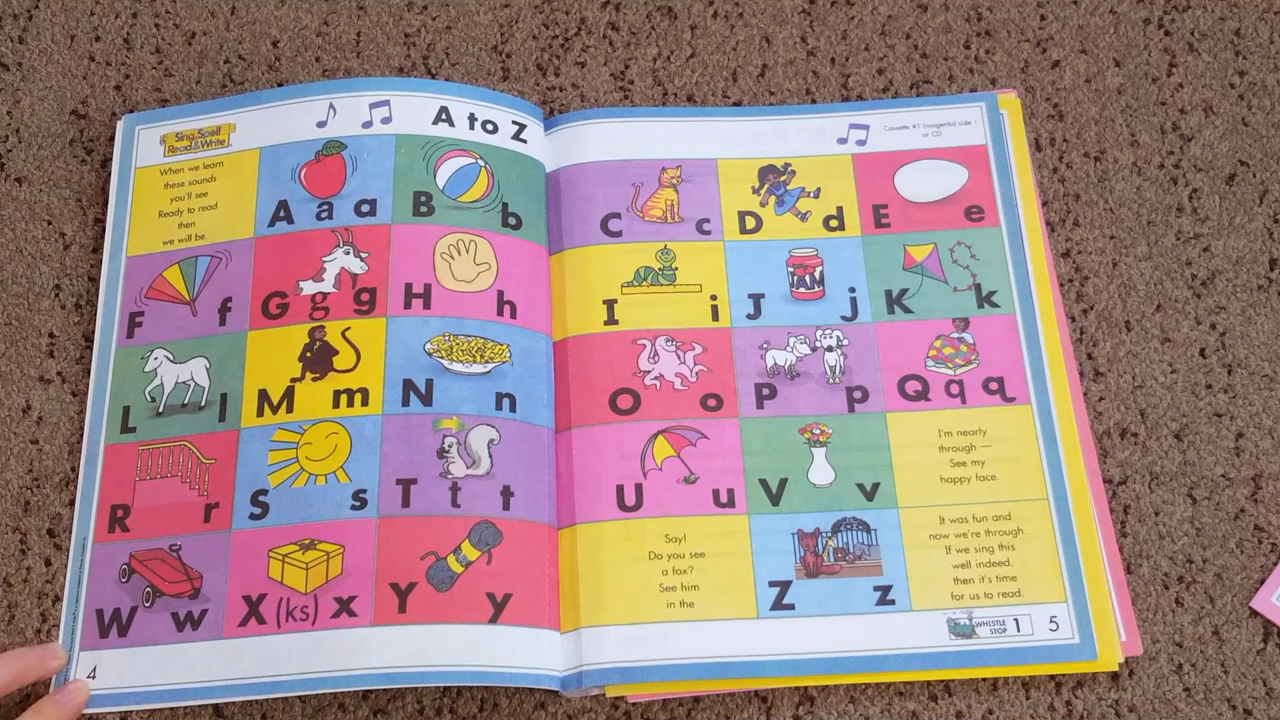 A to Z
Sing, Spell
Read & Write
Cassette #1 (magenta) side 1
or CD
When we learn
these sounds
you'll see
Ready to read
then
we will be.
A a a
B b
C c
D d
E e
F f
G g g
H h
I i
JAM
J j
K k
L l
M m
N n
O o
P p
Q q q
R r
S s
T t t
U u
V v
I'm nearly
through —
See my
happy face.
W w
X (ks) x
Y y
Say!
Do you see
a fox?
See him
in the
Z z
It was fun and
now we're through.
If we sing this
well indeed,
then it's time
for us to read.
4
WHISTLE
STOP 1
5